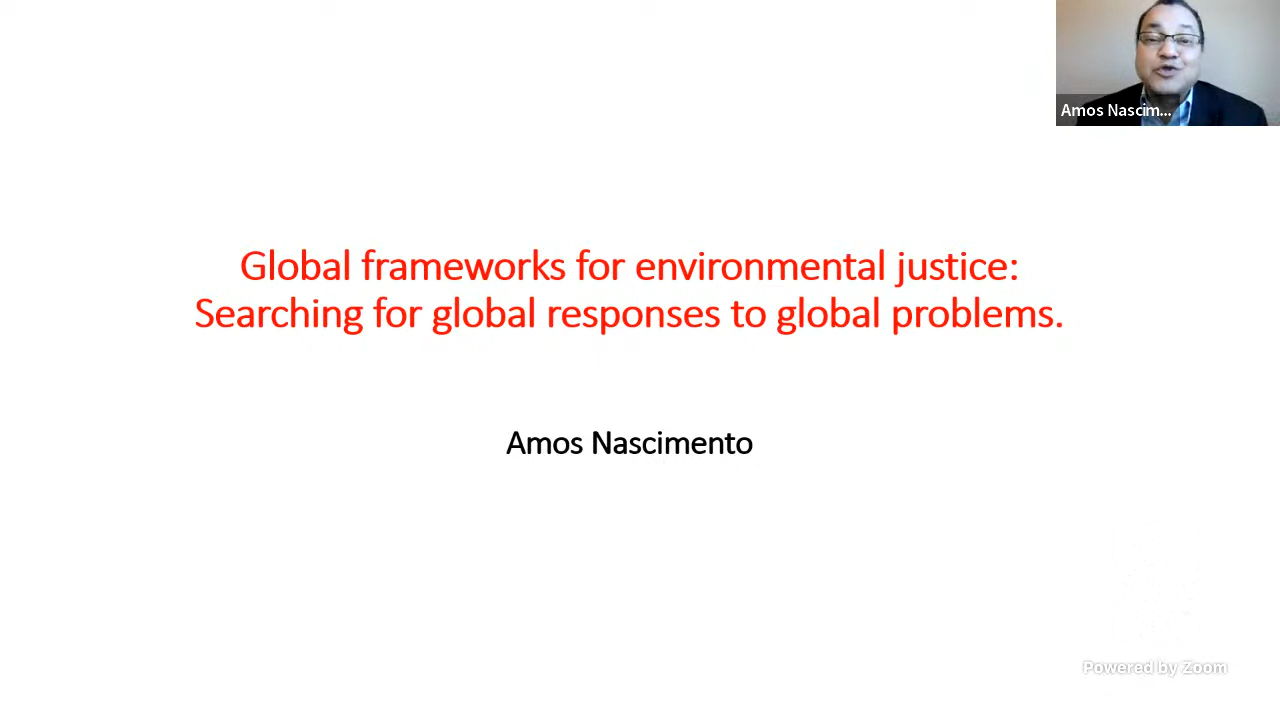 Amos Nascim...
Global frameworks for environmental justice:
Searching for global responses to global problems.
Amos Nascimento
Powered by Zoom